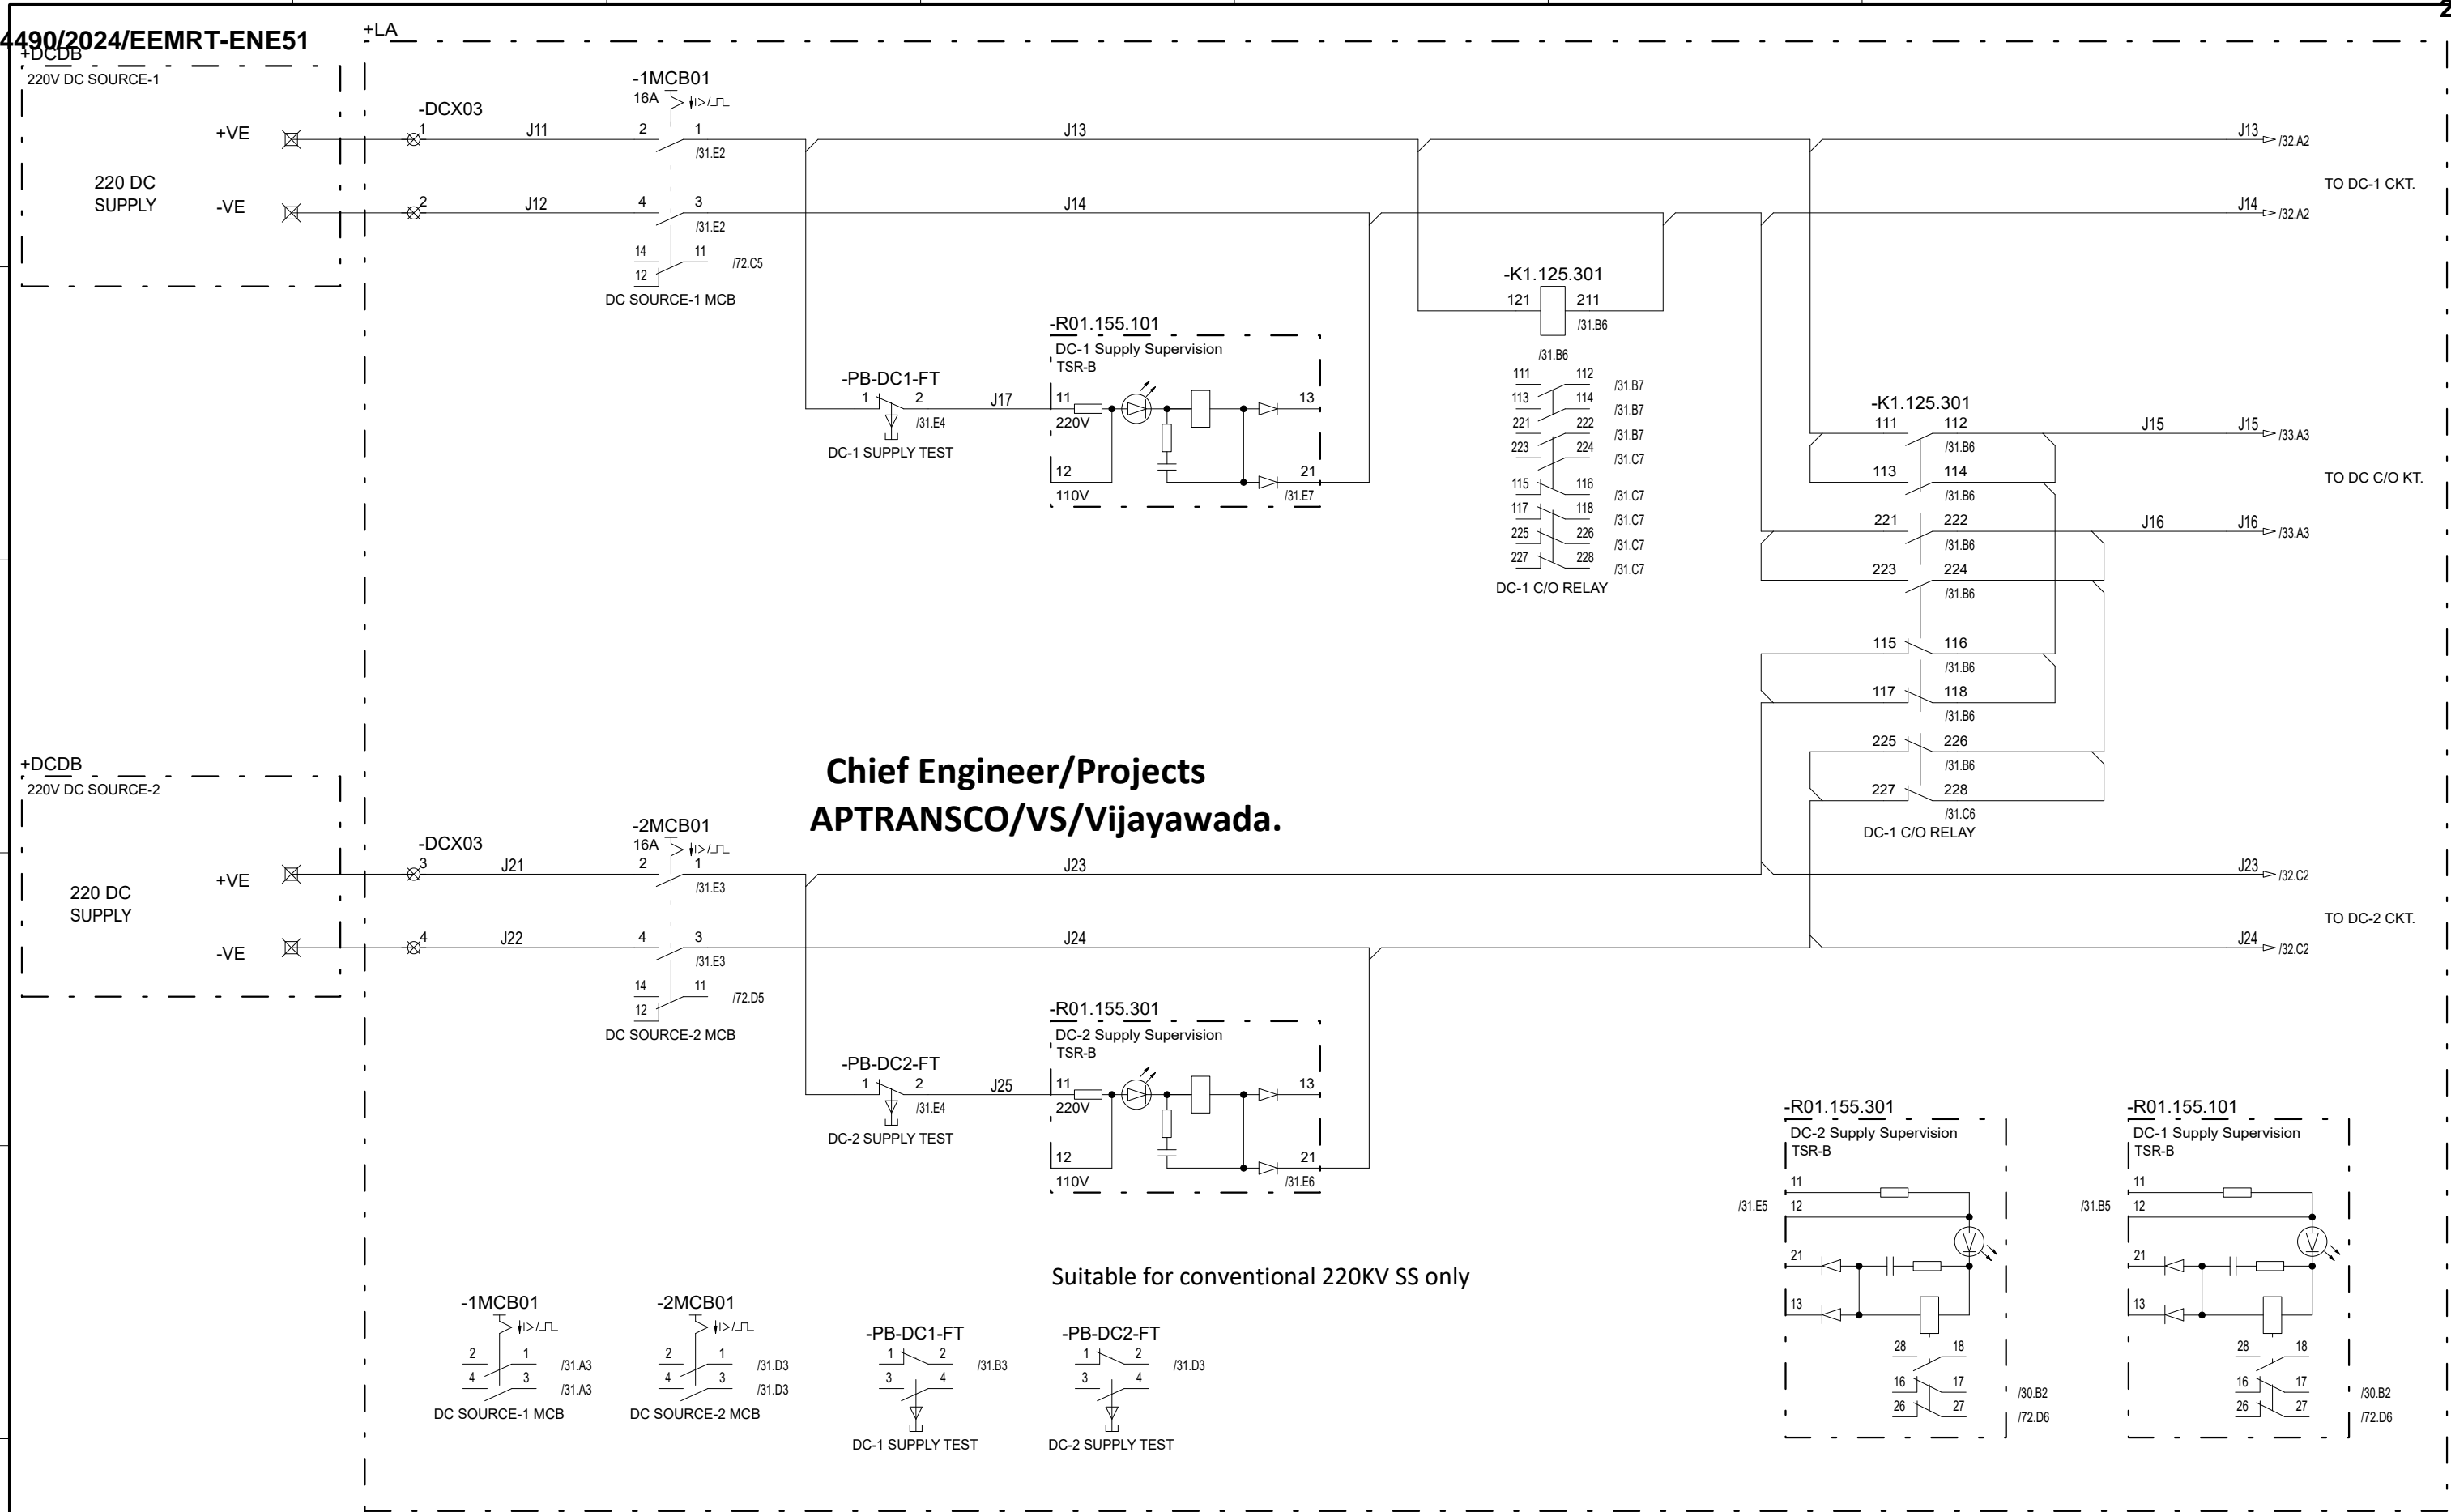 2
4490/2024/EEMRT-ENE51
+LA
+DCDB
220V DC SOURCE-1
-1MCB01
16A
I>/
-DCX03
+VE
1
J11
2
1
/31.E2
J13
J13
/32.A2
220 DC
SUPPLY
TO DC-1 CKT.
-VE
2
J12
4
3
/31.E2
J14
J14
/32.A2
14
11
12
/72.C5
DC SOURCE-1 MCB
-K1.125.301
121
211
/31.B6
/31.B6
111
112
/31.B7
113
114
/31.B7
221
222
/31.B7
223
224
/31.C7
115
116
/31.C7
117
118
/31.C7
225
226
/31.C7
227
228
/31.C7
DC-1 C/O RELAY
-R01.155.101
DC-1 Supply Supervision
TSR-B
-PB-DC1-FT
1
2
J17
11
13
/31.E4
220V
DC-1 SUPPLY TEST
12
21
110V
/31.E7
-K1.125.301
111
112
J15
J15
/33.A3
/31.B6
113
114
TO DC C/O KT.
/31.B6
221
222
J16
J16
/33.A3
/31.B6
223
224
/31.B6
115
116
/31.B6
117
118
/31.B6
225
226
/31.B6
227
228
/31.C6
DC-1 C/O RELAY
Chief Engineer/Projects
APTRANSCO/VS/Vijayawada.
+DCDB
220V DC SOURCE-2
-2MCB01
16A
I>/
-DCX03
+VE
3
J21
2
1
/31.E3
J23
J23
/32.C2
220 DC
SUPPLY
TO DC-2 CKT.
-VE
4
J22
4
3
/31.E3
J24
J24
/32.C2
14
11
12
/72.D5
DC SOURCE-2 MCB
-R01.155.301
DC-2 Supply Supervision
TSR-B
-PB-DC2-FT
1
2
J25
11
13
/31.E4
220V
DC-2 SUPPLY TEST
12
21
110V
/31.E6
-R01.155.301
DC-2 Supply Supervision
TSR-B
11
/31.E5
12
21
13
28
18
16
17
/30.B2
26
27
/72.D6
-R01.155.101
DC-1 Supply Supervision
TSR-B
11
/31.B5
12
21
13
28
18
16
17
/30.B2
26
27
/72.D6
Suitable for conventional 220KV SS only
-1MCB01
I>/
2
1
/31.A3
4
3
/31.A3
DC SOURCE-1 MCB
-2MCB01
I>/
2
1
/31.D3
4
3
/31.D3
DC SOURCE-2 MCB
-PB-DC1-FT
1
2
/31.B3
3
4
DC-1 SUPPLY TEST
-PB-DC2-FT
1
2
/31.D3
3
4
DC-2 SUPPLY TEST